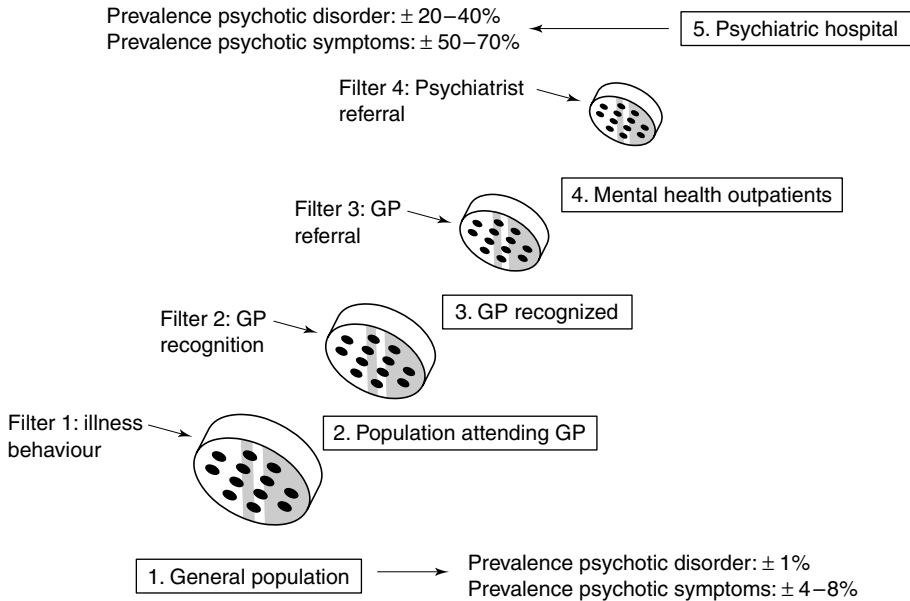 Prevalence psychotic disorder: ± 20–40%
Prevalence psychotic symptoms: ± 50–70%
5. Psychiatric hospital
Filter 4: Psychiatrist
referral
4. Mental health outpatients
Filter 3: GP
referral
3. GP recognized
Filter 2: GP
recognition
Filter 1: illness
behaviour
2. Population attending GP
1. General population
Prevalence psychotic disorder: ± 1%
Prevalence psychotic symptoms: ± 4–8%